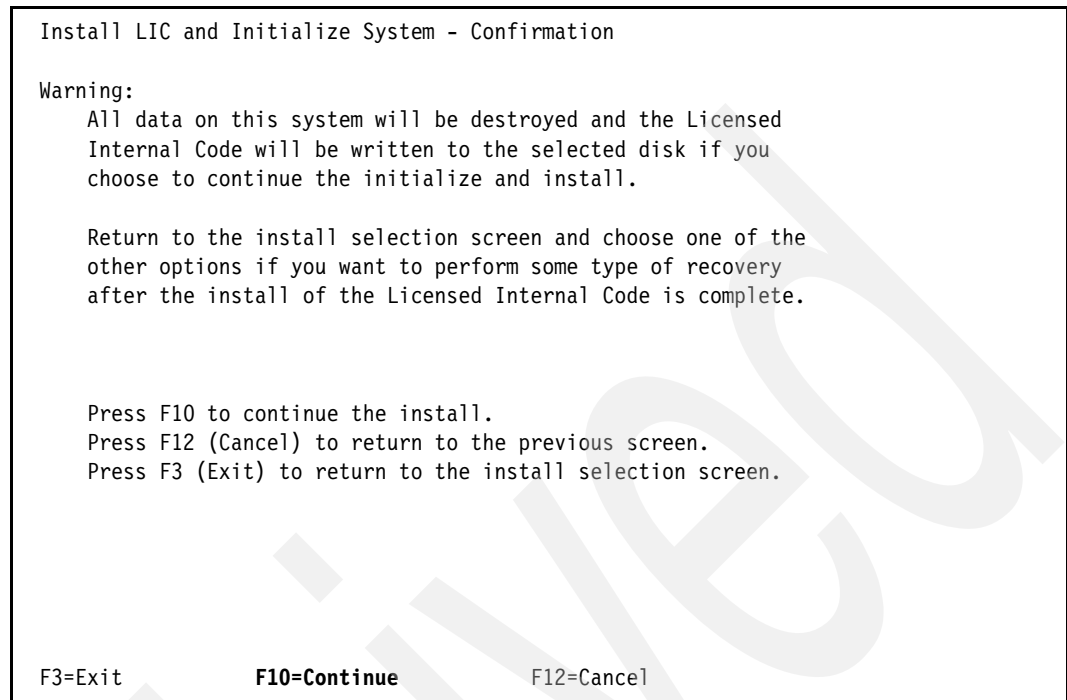 Install LIC and Initialize System - Confirmation
Warning:
All data on this system will be destroyed and the Licensed
Internal Code will be written to the selected disk if you
choose to continue the initialize and install.
Return to the install selection screen and choose one of the
other options if you want to perform some type of recovery
after the install of the Licensed Internal Code is complete.
Press F10 to continue the install.
Press F12 (Cancel) to return to the previous screen.
Press F3 (Exit) to return to the install selection screen.
F3=Exit F10=Continue F12=Cancel